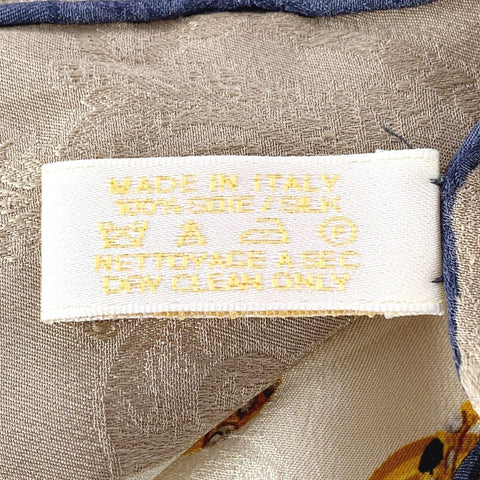 MADE IN ITALY
100% SOIE / SILK
P
NETTOYAGE A SEC
DRY CLEAN ONLY